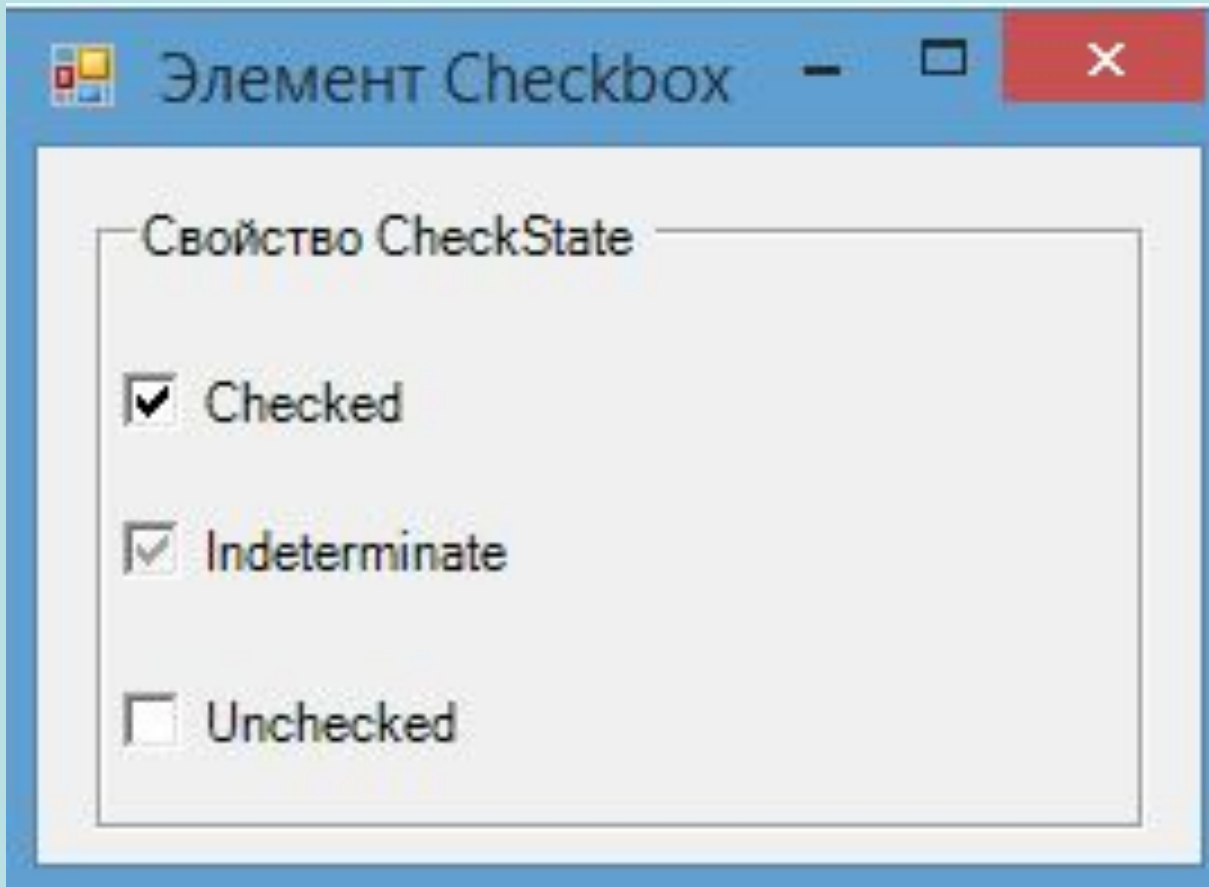 Элемент Checkbox
Свойство CheckState
Checked
Indeterminate
Unchecked